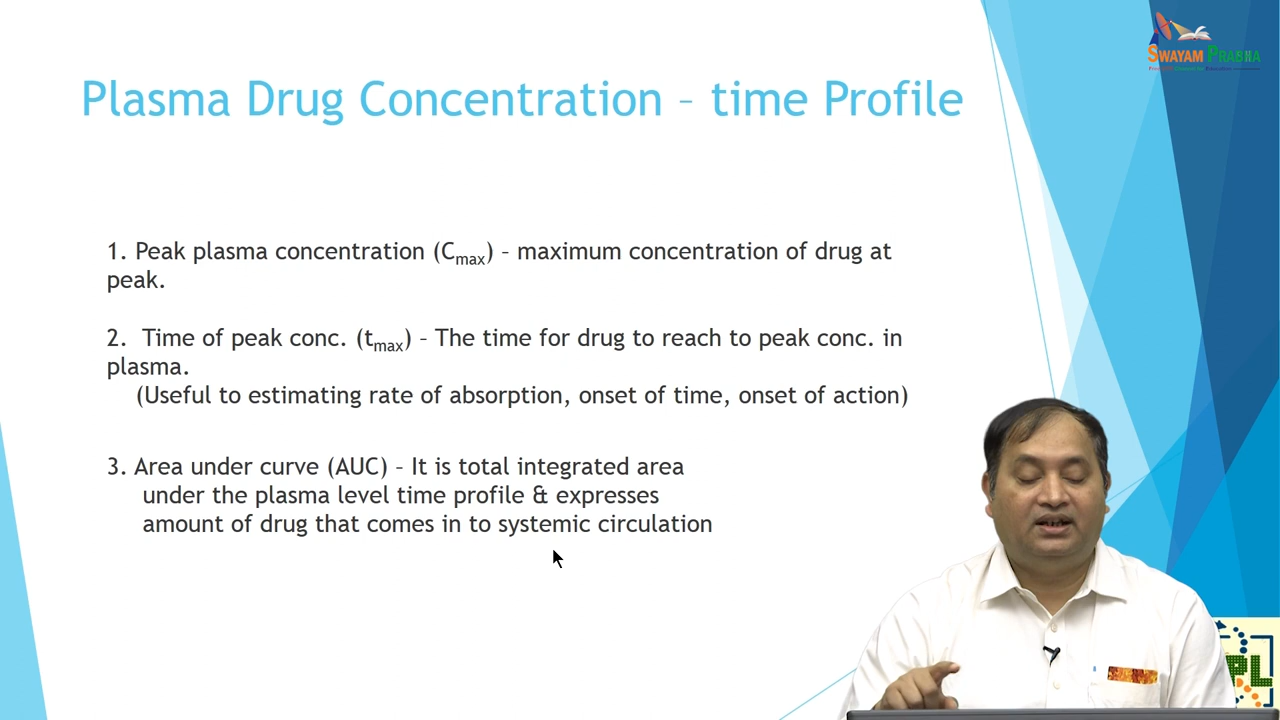 SWAYAM PRABHA
Plasma Drug Concentration – time Profile
1. Peak plasma concentration (Cmax) – maximum concentration of drug at
peak.
2. Time of peak conc. (tmax) – The time for drug to reach to peak conc. in
plasma.
(Useful to estimating rate of absorption, onset of time, onset of action)
3. Area under curve (AUC) – It is total integrated area
under the plasma level time profile & expresses
amount of drug that comes in to systemic circulation